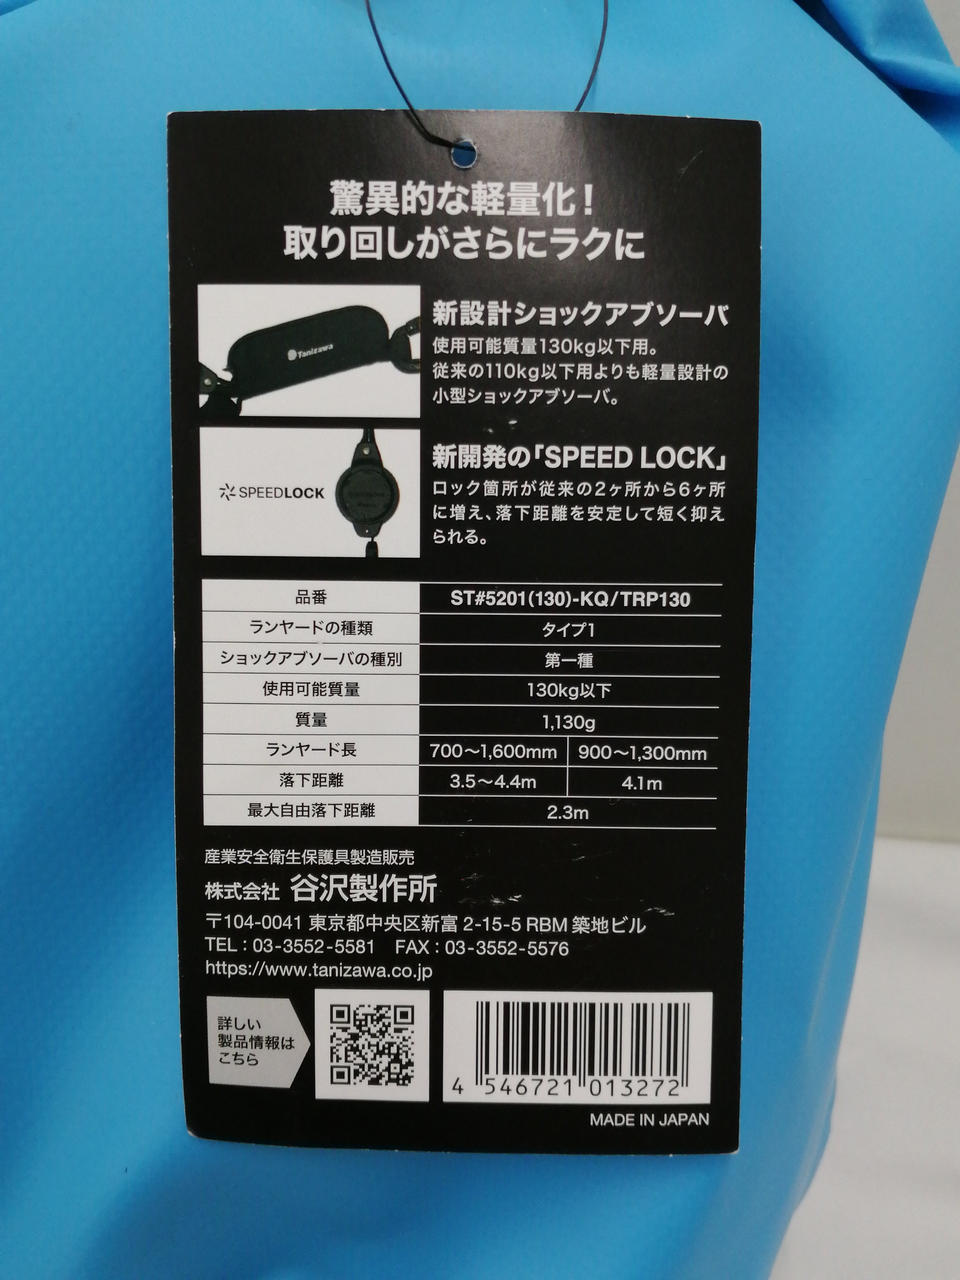 驚異的な軽量化！
取り回しがさらにラクに
Tanizawa
新設計ショックアブソーバ
使用可能質量130kg以下用。
従来の110kg以下用よりも軽量設計の
小型ショックアブソーバ。
SPEEDLOCK
新開発の｢SPEED LOCK｣
ロック箇所が従来の2ヶ所から6ヶ所
に増え、落下距離を安定して短く抑え
られる。
品番 ST#5201(130)-KQ/TRP130
ランヤードの種類 タイプ1
ショックアブソーバの種別 第一種
使用可能質量 130kg以下
質量 1,130g
ランヤード長 700〜1,600mm 900〜1,300mm
落下距離 3.5〜4.4m 4.1m
最大自由落下距離 2.3m
産業安全衛生保護具製造販売
株式会社 谷沢製作所
〒104-0041 東京都中央区新富 2-15-5 RBM 築地ビル
TEL : 03-3552-5581 FAX : 03-3552-5576
https://www.tanizawa.co.jp
詳しい
製品情報は
こちら
4 546721 013272
MADE IN JAPAN